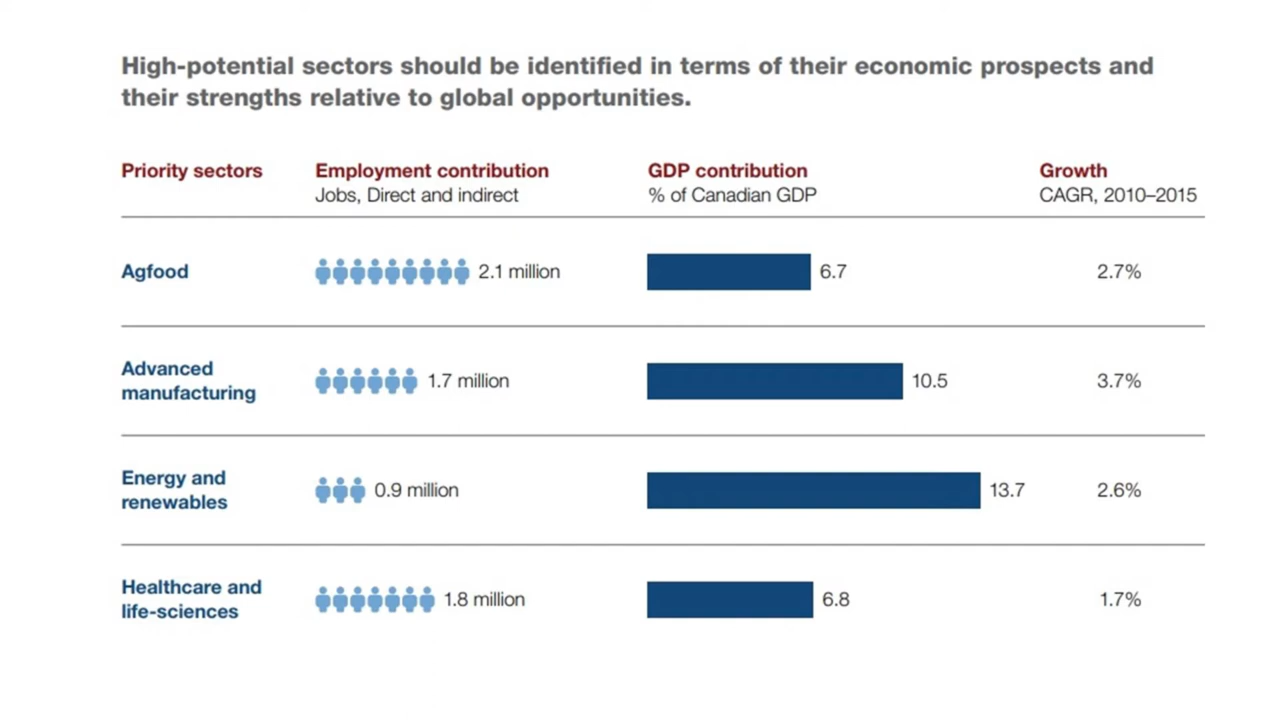 High-potential sectors should be identified in terms of their economic prospects and
their strengths relative to global opportunities.
Priority sectors Employment contribution GDP contribution Growth
Jobs, Direct and indirect % of Canadian GDP CAGR, 2010–2015
Agfood 2.1 million 6.7 2.7%
Advanced
manufacturing 1.7 million 10.5 3.7%
Energy and
renewables 0.9 million 13.7 2.6%
Healthcare and
life-sciences 1.8 million 6.8 1.7%